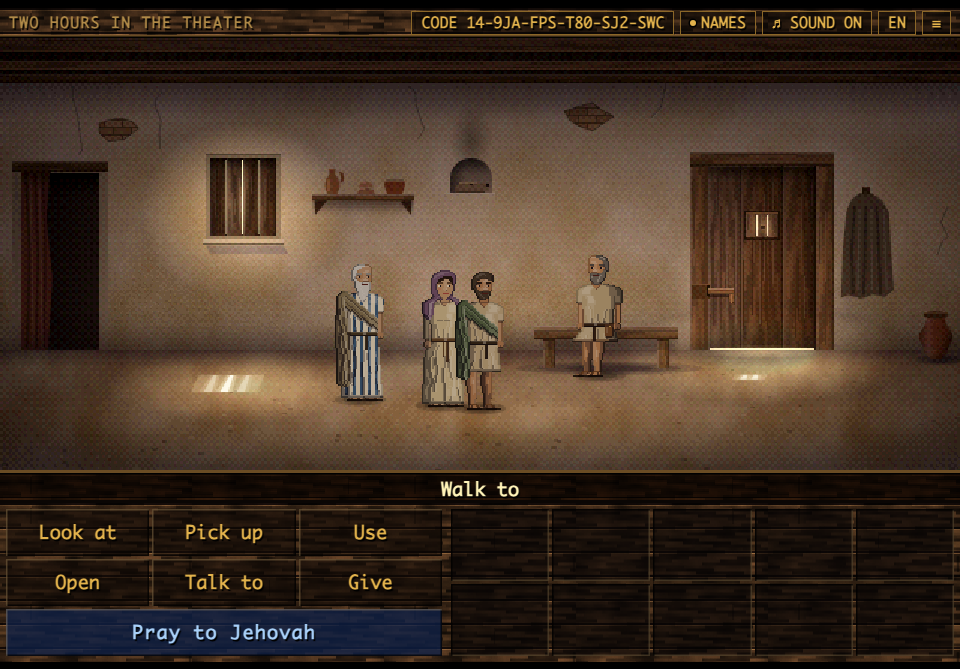 TWO HOURS IN THE THEATER
CODE 14-9JA-FPS-T80-SJ2-SWC
NAMES
SOUND ON
EN
Walk to
Look at
Pick up
Use
Open
Talk to
Give
Pray to Jehovah